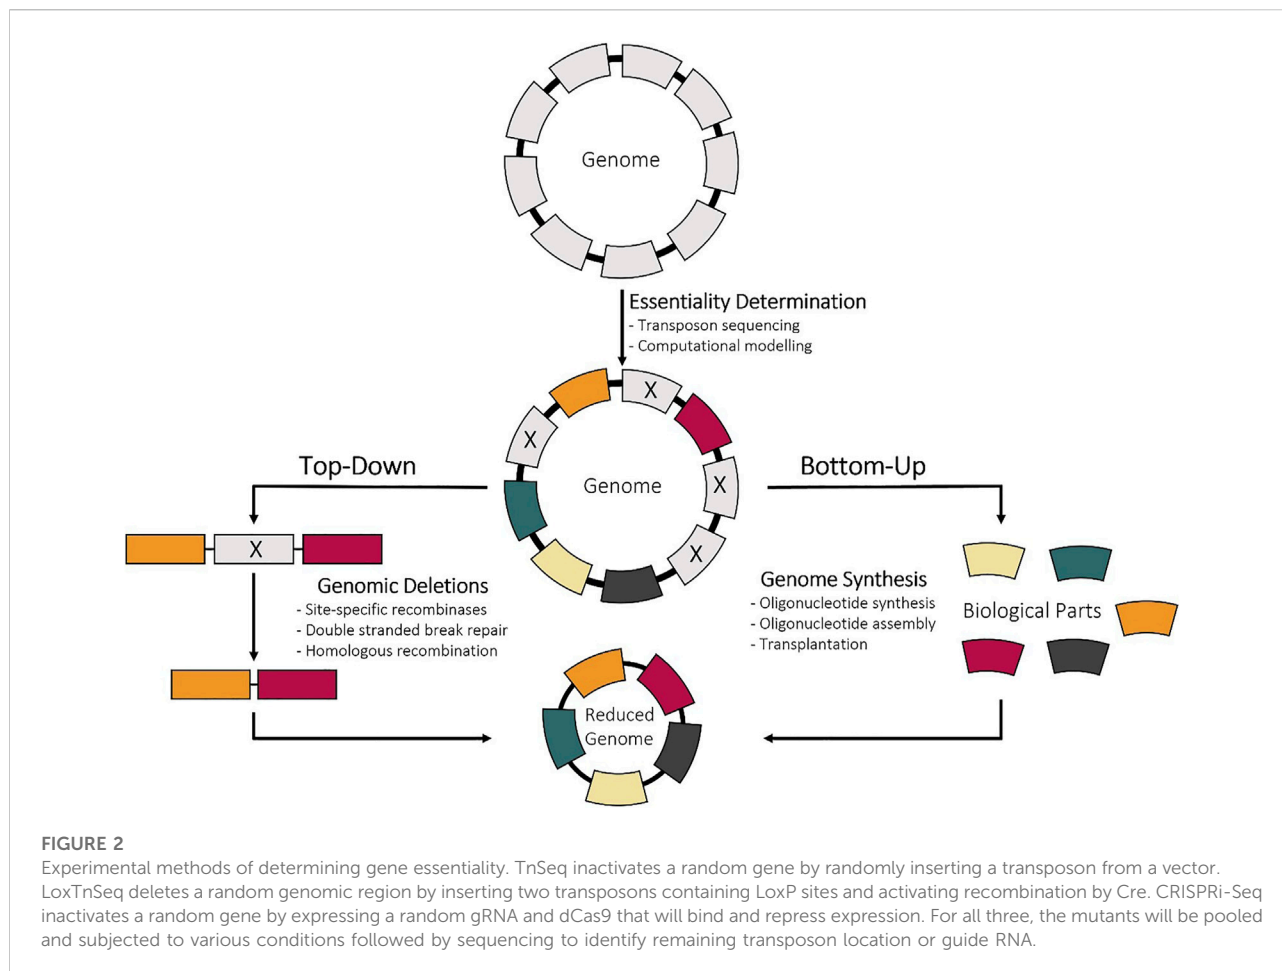 Genome
Essentiality Determination
- Transposon sequencing
- Computational modelling
X
X
X
X
Genome
Top-Down
Bottom-Up
X
Genomic Deletions
- Site-specific recombinases
- Double stranded break repair
- Homologous recombination
Genome Synthesis
- Oligonucleotide synthesis
- Oligonucleotide assembly
- Transplantation
Biological Parts
Reduced
Genome
FIGURE 2
Experimental methods of determining gene essentiality. TnSeq inactivates a random gene by randomly inserting a transposon from a vector.
LoxTnSeq deletes a random genomic region by inserting two transposons containing LoxP sites and activating recombination by Cre. CRISPRi-Seq
inactivates a random gene by expressing a random gRNA and dCas9 that will bind and repress expression. For all three, the mutants will be pooled
and subjected to various conditions followed by sequencing to identify remaining transposon location or guide RNA.